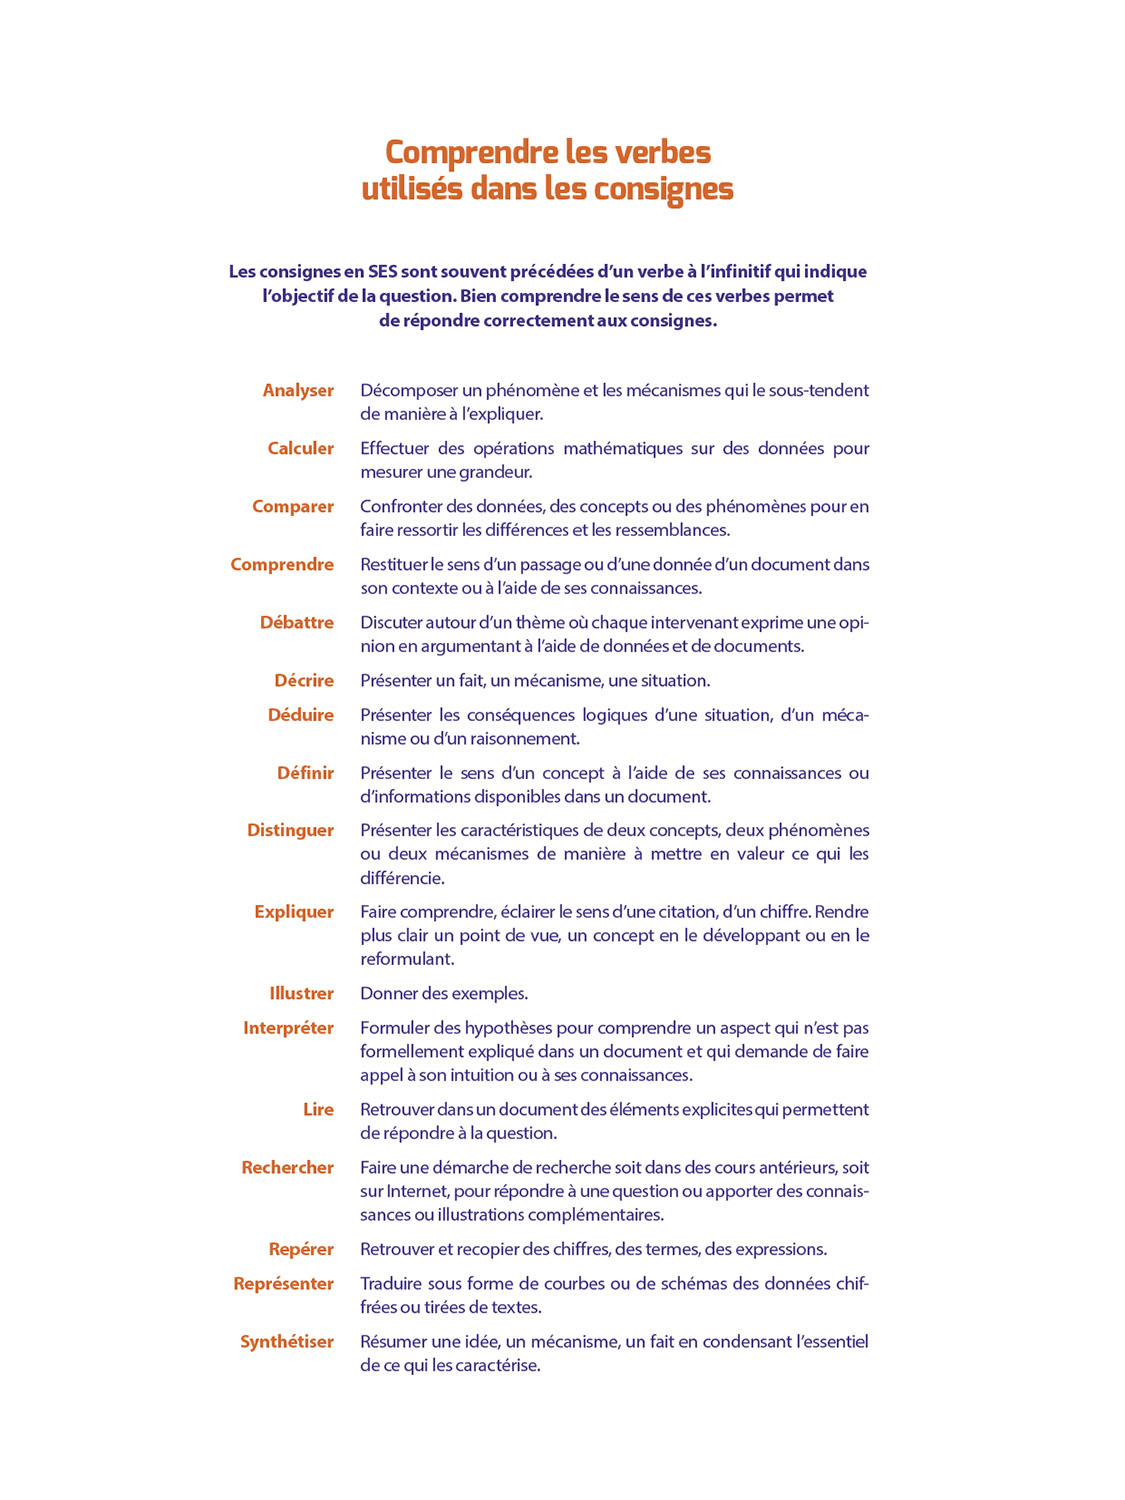 Comprendre les verbes
utilisés dans les consignes
Les consignes en SES sont souvent précédées d’un verbe à l’infinitif qui indique
l’objectif de la question. Bien comprendre le sens de ces verbes permet
de répondre correctement aux consignes.
Analyser Décomposer un phénomène et les mécanismes qui le sous-tendent
de manière à l’expliquer.
Calculer Effectuer des opérations mathématiques sur des données pour
mesurer une grandeur.
Comparer Confronter des données, des concepts ou des phénomènes pour en
faire ressortir les différences et les ressemblances.
Comprendre Restituer le sens d’un passage ou d’une donnée d’un document dans
son contexte ou à l’aide de ses connaissances.
Débattre Discuter autour d’un thème où chaque intervenant exprime une opi-
nion en argumentant à l’aide de données et de documents.
Décrire Présenter un fait, un mécanisme, une situation.
Déduire Présenter les conséquences logiques d’une situation, d’un méca-
nisme ou d’un raisonnement.
Définir Présenter le sens d’un concept à l’aide de ses connaissances ou
d’informations disponibles dans un document.
Distinguer Présenter les caractéristiques de deux concepts, deux phénomènes
ou deux mécanismes de manière à mettre en valeur ce qui les
différencie.
Expliquer Faire comprendre, éclairer le sens d’une citation, d’un chiffre. Rendre
plus clair un point de vue, un concept en le développant ou en le
reformulant.
Illustrer Donner des exemples.
Interpréter Formuler des hypothèses pour comprendre un aspect qui n’est pas
formellement expliqué dans un document et qui demande de faire
appel à son intuition ou à ses connaissances.
Lire Retrouver dans un document des éléments explicites qui permettent
de répondre à la question.
Rechercher Faire une démarche de recherche soit dans des cours antérieurs, soit
sur Internet, pour répondre à une question ou apporter des connais-
sances ou illustrations complémentaires.
Repérer Retrouver et recopier des chiffres, des termes, des expressions.
Représenter Traduire sous forme de courbes ou de schémas des données chif-
frées ou tirées de textes.
Synthétiser Résumer une idée, un mécanisme, un fait en condensant l’essentiel
de ce qui les caractérise.